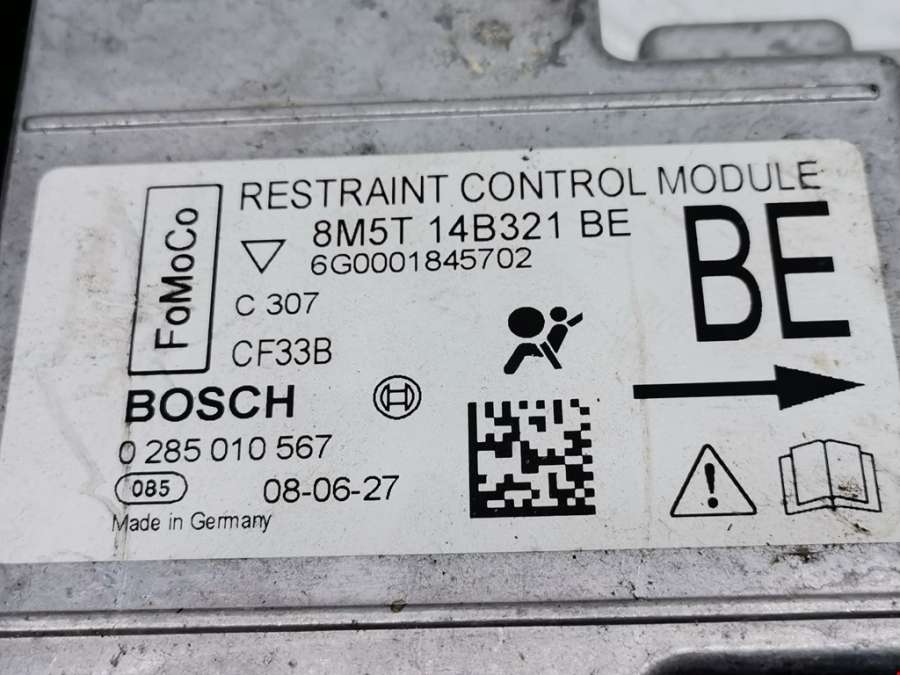 FoMoCo
RESTRAINT CONTROL MODULE
8M5T 14B321 BE
6G0001845702
BE
C 307
CF33B
BOSCH
0 285 010 567
085
08-06-27
Made in Germany